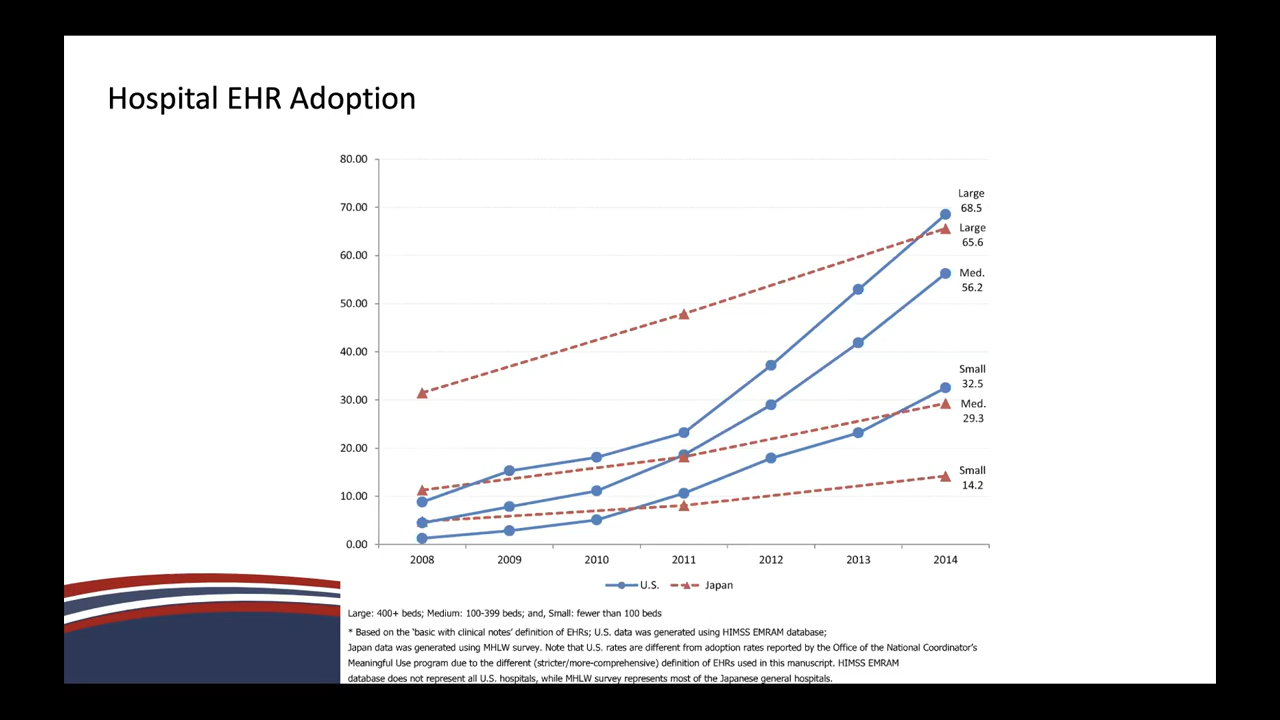 Hospital EHR Adoption
80.00
70.00
60.00
50.00
40.00
30.00
20.00
10.00
0.00
Large
68.5
Large
65.6
Med.
56.2
Small
32.5
Med.
29.3
Small
14.2
2008 2009 2010 2011 2012 2013 2014
U.S. Japan
Large: 400+ beds; Medium: 100-399 beds; and, Small: fewer than 100 beds
* Based on the ‘basic with clinical notes’ definition of EHRs; U.S. data was generated using HIMSS EMRAM database;
Japan data was generated using MHLW survey. Note that U.S. rates are different from adoption rates reported by the Office of the National Coordinator’s
Meaningful Use program due to the different (stricter/more-comprehensive) definition of EHRs used in this manuscript. HIMSS EMRAM
database does not represent all U.S. hospitals, while MHLW survey represents most of the Japanese general hospitals.